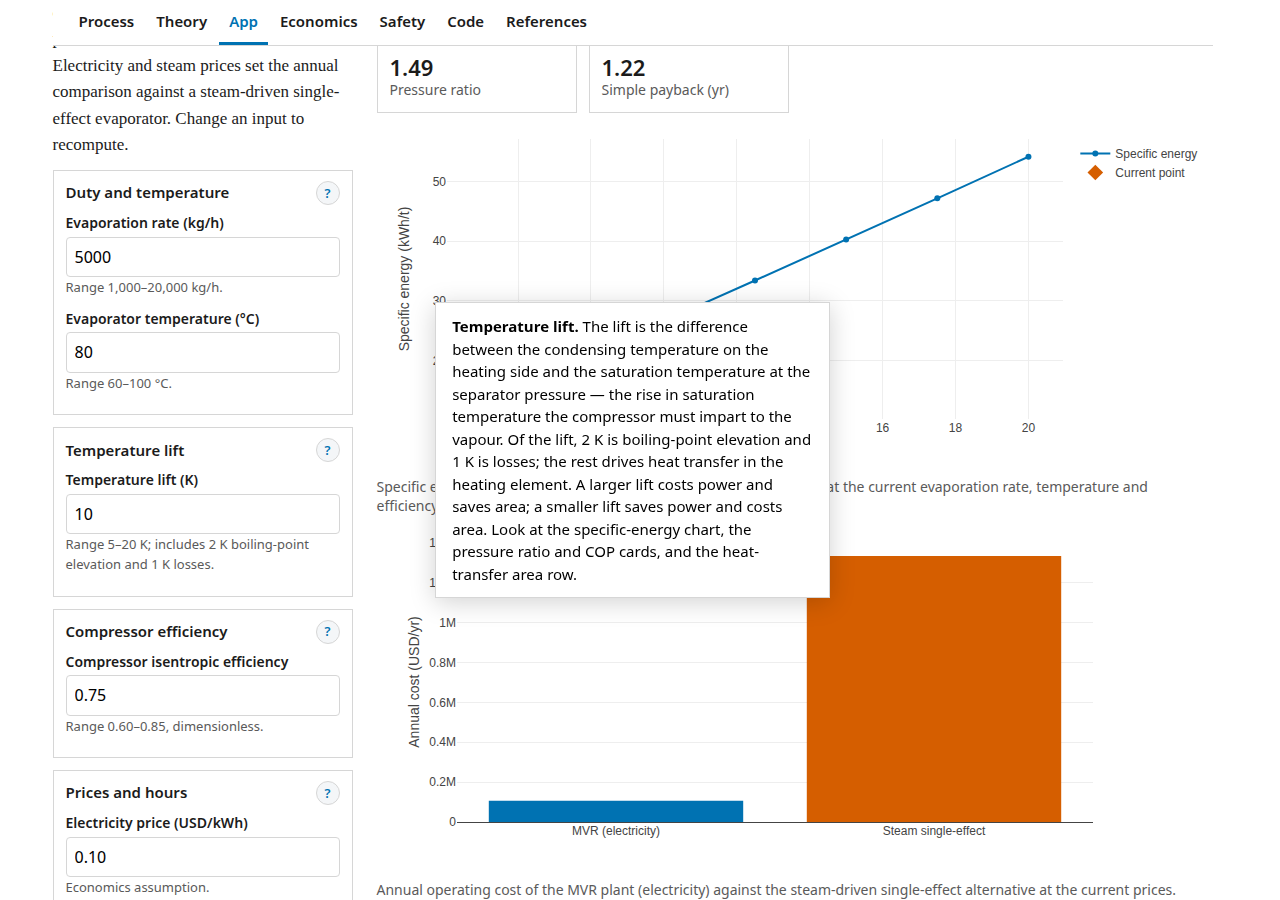 Process Theory App Economics Safety Code References
Electricity and steam prices set the annual
comparison against a steam-driven single-
effect evaporator. Change an input to
recompute.
Duty and temperature ?
Evaporation rate (kg/h)
5000
Range 1,000–20,000 kg/h.
Evaporator temperature (°C)
80
Range 60–100 °C.
Temperature lift ?
Temperature lift (K)
10
Range 5–20 K; includes 2 K boiling-point
elevation and 1 K losses.
Compressor efficiency ?
Compressor isentropic efficiency
0.75
Range 0.60–0.85, dimensionless.
Prices and hours ?
Electricity price (USD/kWh)
0.10
Economics assumption.
1.49
Pressure ratio
1.22
Simple payback (yr)
Specific energy
Current point
50
40
30
Specific energy (kWh/t)
16 18 20
Temperature lift. The lift is the difference
between the condensing temperature on the
heating side and the saturation temperature at the
separator pressure — the rise in saturation
temperature the compressor must impart to the
vapour. Of the lift, 2 K is boiling-point elevation and
1 K is losses; the rest drives heat transfer in the
heating element. A larger lift costs power and
saves area; a smaller lift saves power and costs
area. Look at the specific-energy chart, the
pressure ratio and COP cards, and the heat-
transfer area row.
Specific at the current evaporation rate, temperature and
efficiency
1M
0.8M
0.6M
0.4M
0.2M
0
Annual cost (USD/yr)
MVR (electricity) Steam single-effect
Annual operating cost of the MVR plant (electricity) against the steam-driven single-effect alternative at the current prices.